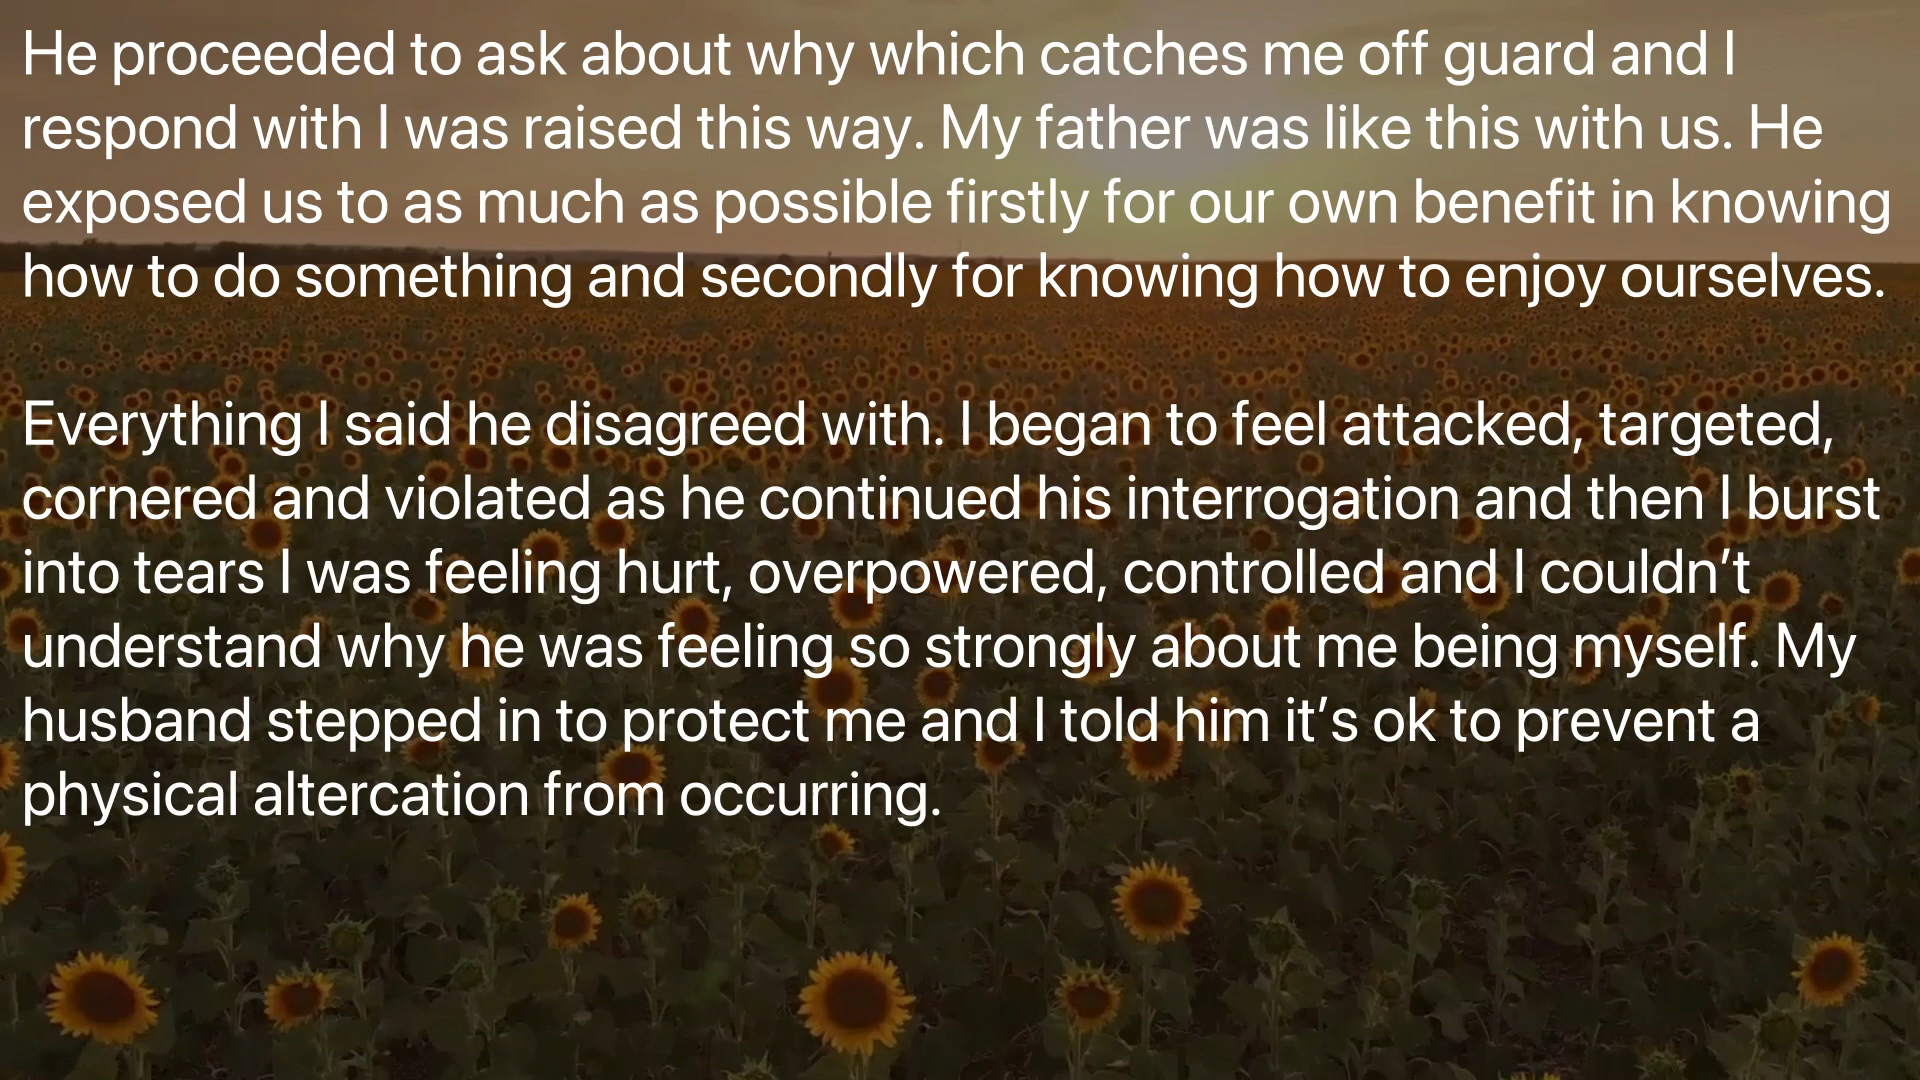 He proceeded to ask about why which catches me off guard and I
respond with I was raised this way. My father was like this with us. He
exposed us to as much as possible firstly for our own benefit in knowing
how to do something and secondly for knowing how to enjoy ourselves.
Everything I said he disagreed with. I began to feel attacked, targeted,
cornered and violated as he continued his interrogation and then I burst
into tears I was feeling hurt, overpowered, controlled and I couldn’t
understand why he was feeling so strongly about me being myself. My
husband stepped in to protect me and I told him it’s ok to prevent a
physical altercation from occurring.